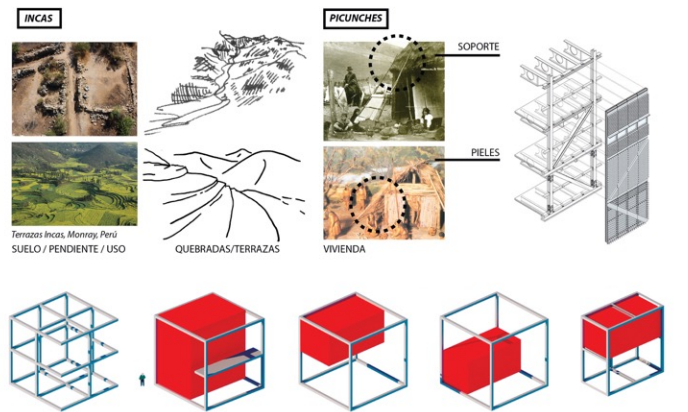 INCAS
PICUNCHES
SOPORTE
PIELES
Terrazas Incas, Monray, Perú
SUELO / PENDIENTE / USO
QUEBRADAS/TERRAZAS
VIVIENDA